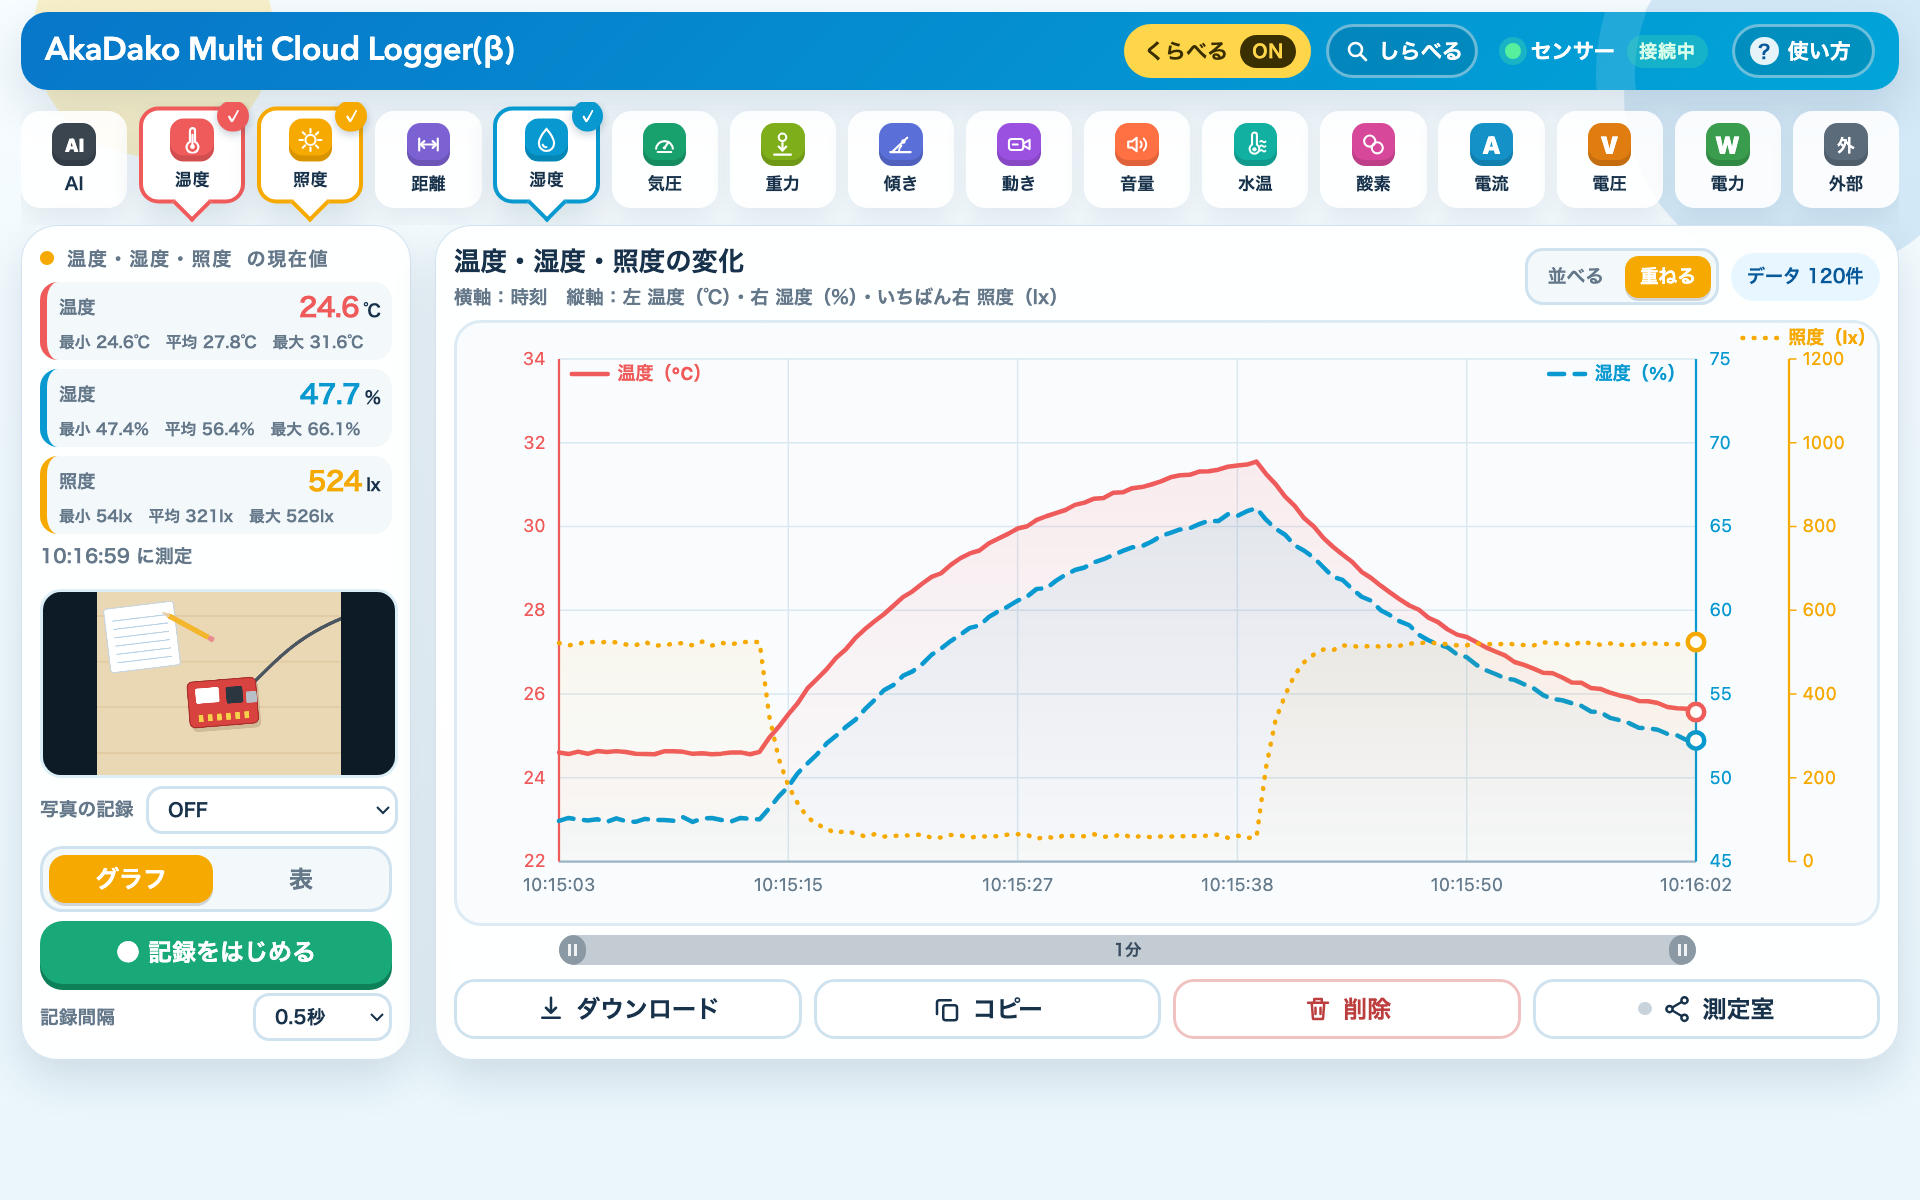 AkaDako Multi Cloud Logger(β)
くらべる ON
しらべる
センサー 接続中
? 使い方
AI
AI
温度
照度
距離
湿度
気圧
重力
傾き
動き
音量
水温
酸素
A
電流
V
電圧
W
電力
外
外部
温度・湿度・照度 の現在値
温度 24.6 ℃
最小 24.6℃ 平均 27.8℃ 最大 31.6℃
湿度 47.7 %
最小 47.4% 平均 56.4% 最大 66.1%
照度 524 lx
最小 54lx 平均 321lx 最大 526lx
10:16:59 に測定
写真の記録 OFF
グラフ 表
記録をはじめる
記録間隔 0.5秒
温度・湿度・照度の変化
横軸：時刻 縦軸：左 温度（℃）・右 湿度（%）・いちばん右 照度（lx）
並べる 重ねる
データ 120件
照度（lx）
温度（°C）
湿度（%）
34
32
30
28
26
24
22
75
70
65
60
55
50
45
1200
1000
800
600
400
200
0
10:15:03 10:15:15 10:15:27 10:15:38 10:15:50 10:16:02
1分
ダウンロード
コピー
削除
測定室